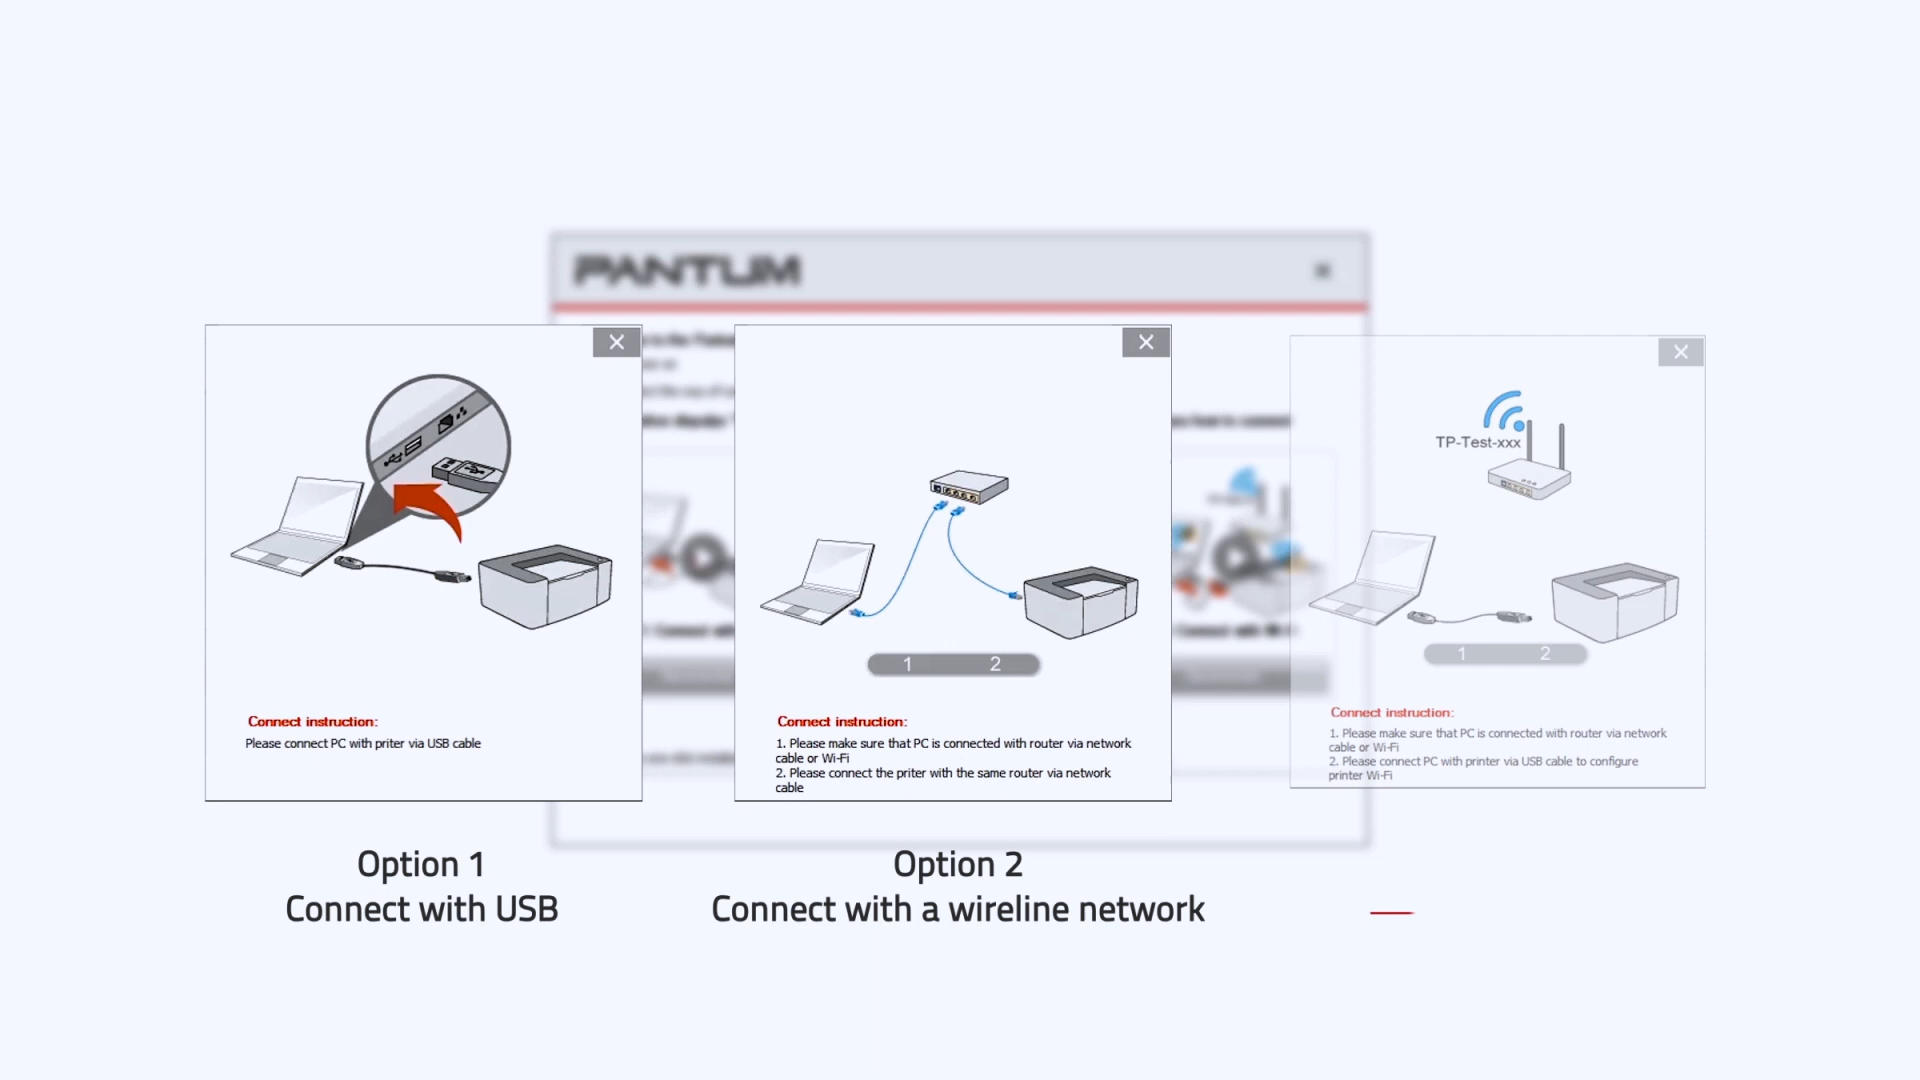 PANTUM
Connect instruction:
Please connect PC with priter via USB cable
Option 1
Connect with USB
1 2
Connect instruction:
1. Please make sure that PC is connected with router via network
cable or Wi-Fi
2. Please connect the priter with the same router via network
cable
Option 2
Connect with a wireline network
TP-Test-xxx
1 2
Connect instruction:
1. Please make sure that PC is connected with router via network
cable or Wi-Fi
2. Please connect PC with printer via USB cable to configure
printer Wi-Fi